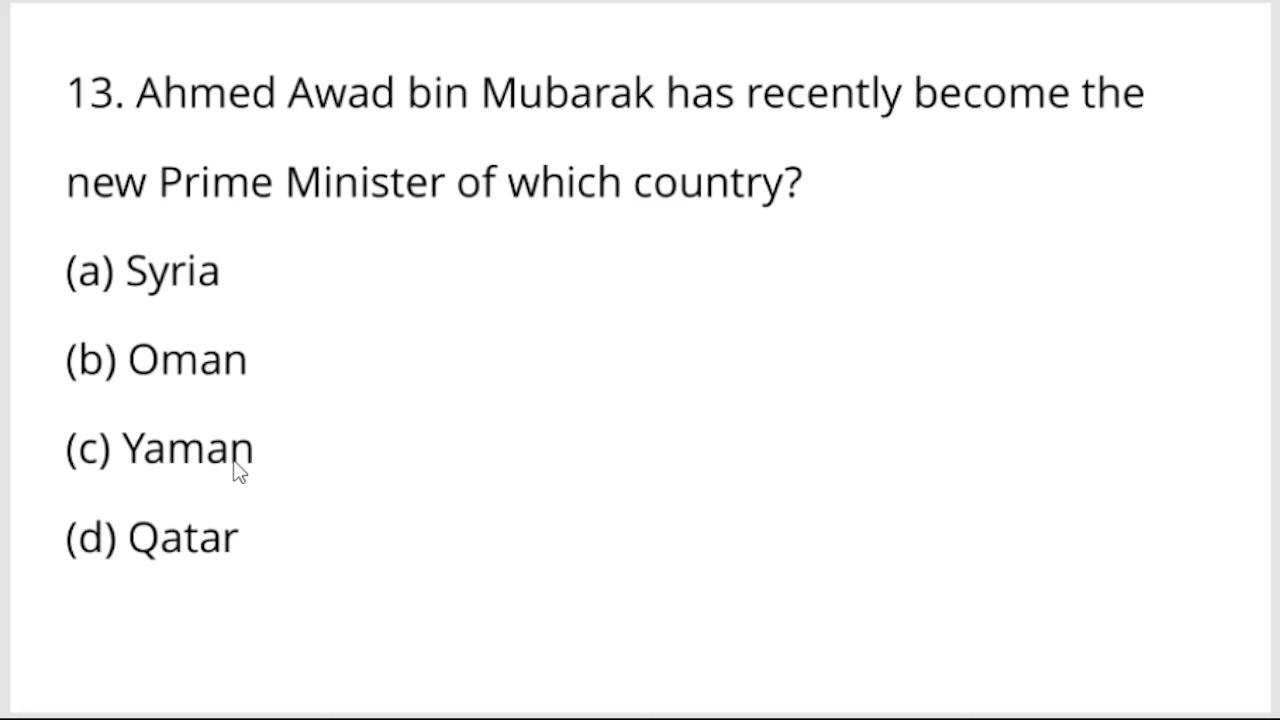 13. Ahmed Awad bin Mubarak has recently become the
new Prime Minister of which country?
(a) Syria
(b) Oman
(c) Yaman
(d) Qatar